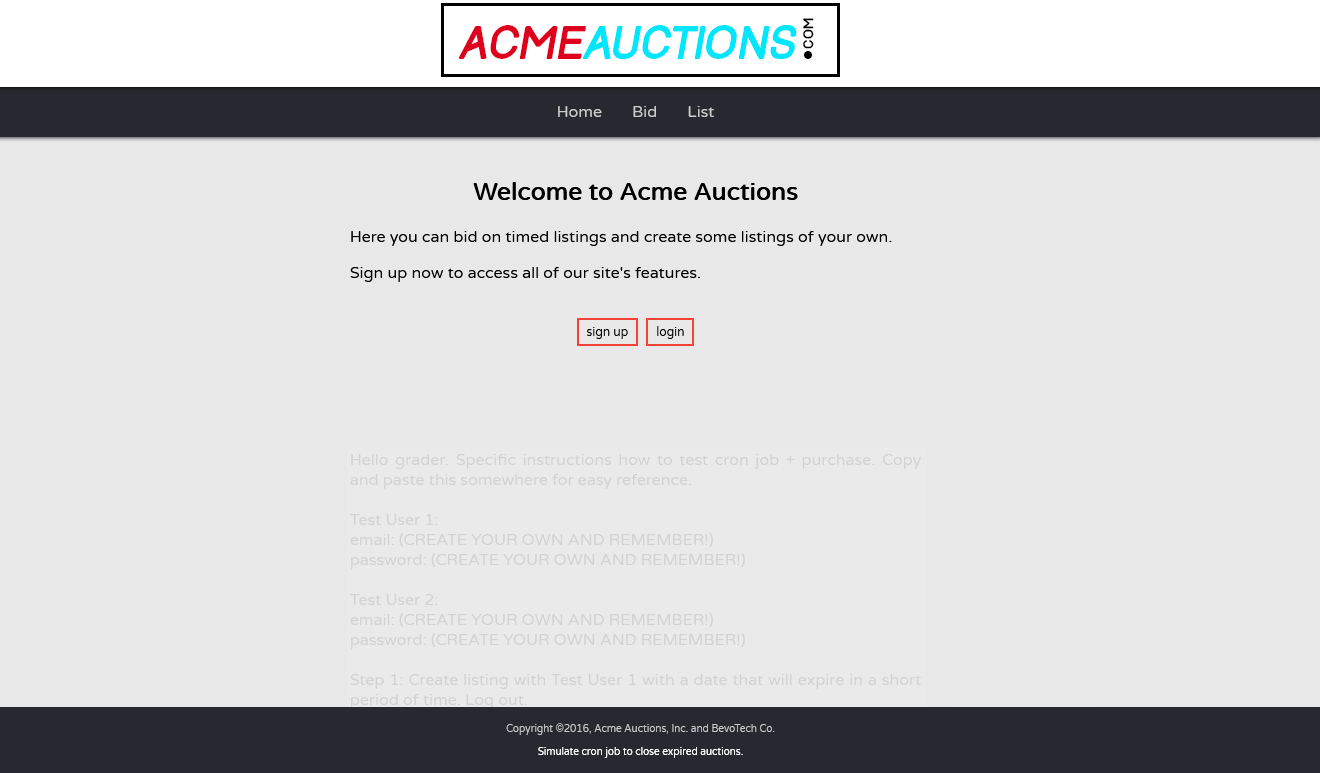 ACMEAUCTIONS.COM
Home Bid List
Welcome to Acme Auctions
Here you can bid on timed listings and create some listings of your own.
Sign up now to access all of our site's features.
sign up login
Hello grader. Specific instructions how to test cron job + purchase. Copy
and paste this somewhere for easy reference.
Test User 1:
email: (CREATE YOUR OWN AND REMEMBER!)
password: (CREATE YOUR OWN AND REMEMBER!)
Test User 2:
email: (CREATE YOUR OWN AND REMEMBER!)
password: (CREATE YOUR OWN AND REMEMBER!)
Step 1: Create listing with Test User 1 with a date that will expire in a short
period of time. Log out.
Copyright ©2016, Acme Auctions, Inc. and BevoTech Co.
Simulate cron job to close expired auctions.